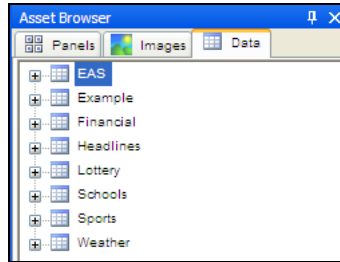 Asset Browser
Panels Images Data
EAS
Example
Financial
Headlines
Lottery
Schools
Sports
Weather